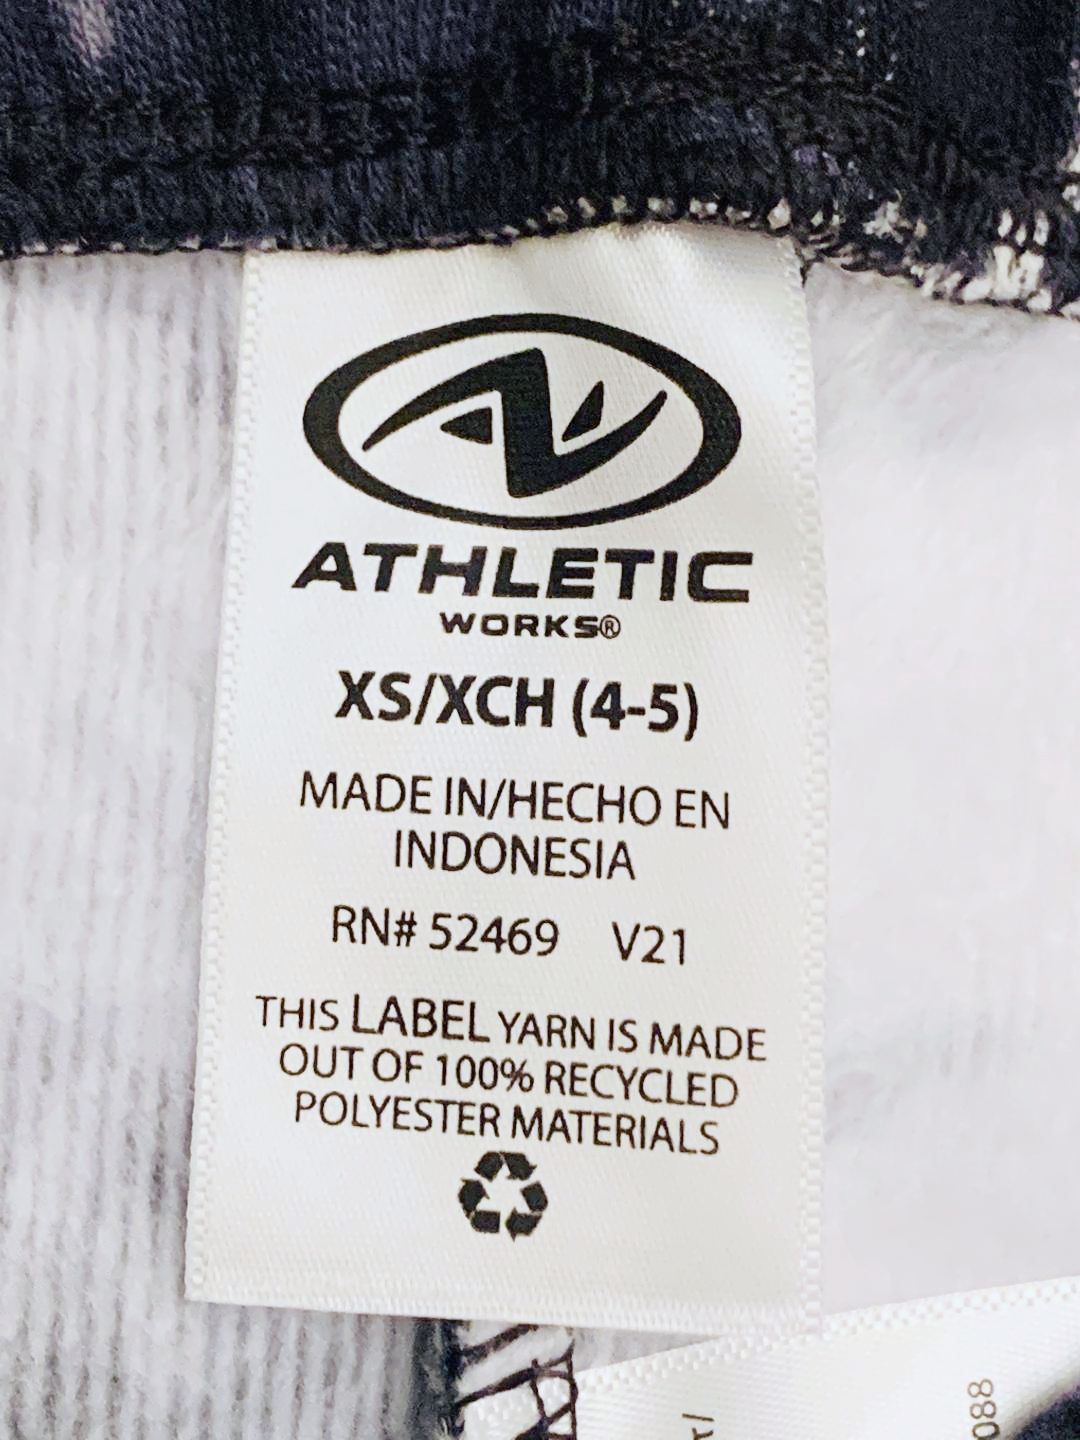 ATHLETIC
WORKS®
XS/XCH (4-5)
MADE IN/HECHO EN
INDONESIA
RN# 52469 V21
THIS LABEL YARN IS MADE
OUT OF 100% RECYCLED
POLYESTER MATERIALS
088